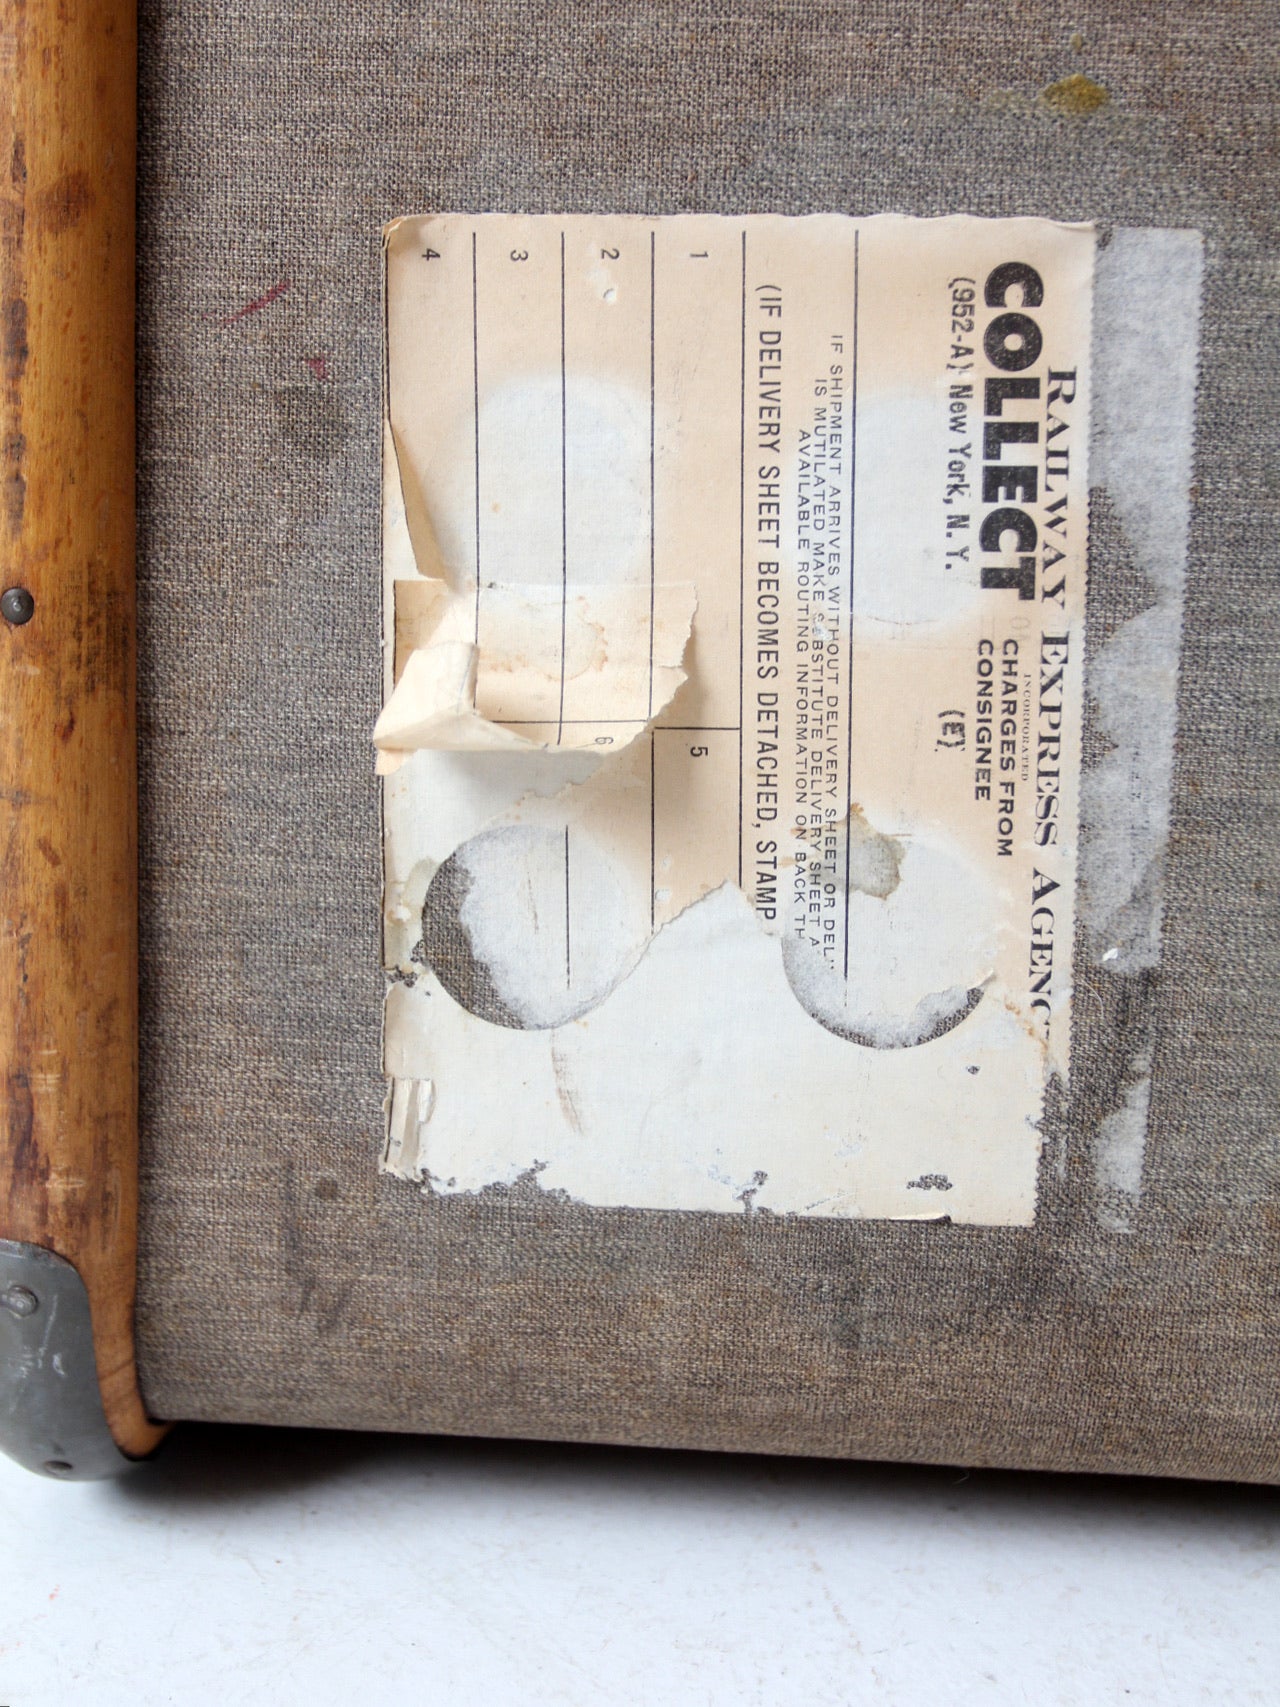 RAILWAY EXPRESS AGENC
INCORPORATED
COLLECT
CHARGES FROM
CONSIGNEE
(952-A) New York, N. Y.
(E)
IF SHIPMENT ARRIVES WITHOUT DELIVERY SHEET OR DEL
IS MUTILATED MAKE SUBSTITUTE DELIVERY SHEET A
AVAILABLE ROUTING INFORMATION ON BACK TH
(IF DELIVERY SHEET BECOMES DETACHED, STAMP
1
5
2
6
3
4